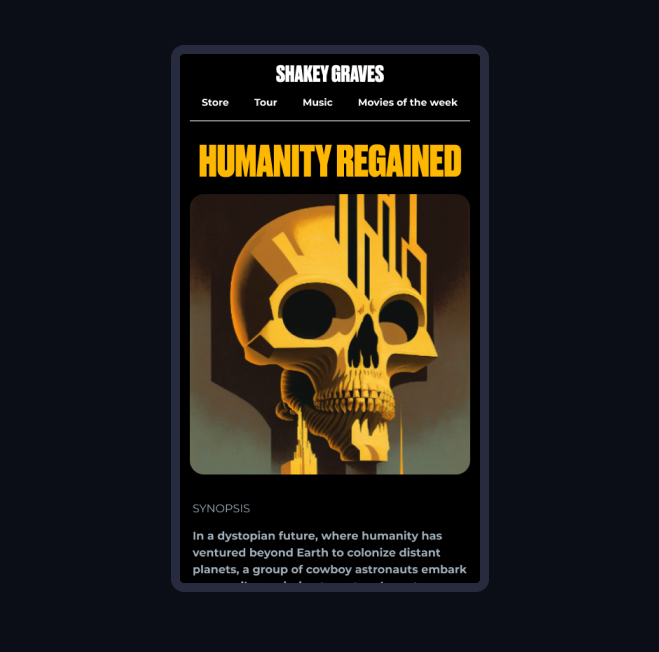 SHAKEY GRAVES
Store Tour Music Movies of the week
HUMANITY REGAINED
SYNOPSIS
In a dystopian future, where humanity has
ventured beyond Earth to colonize distant
planets, a group of cowboy astronauts embark